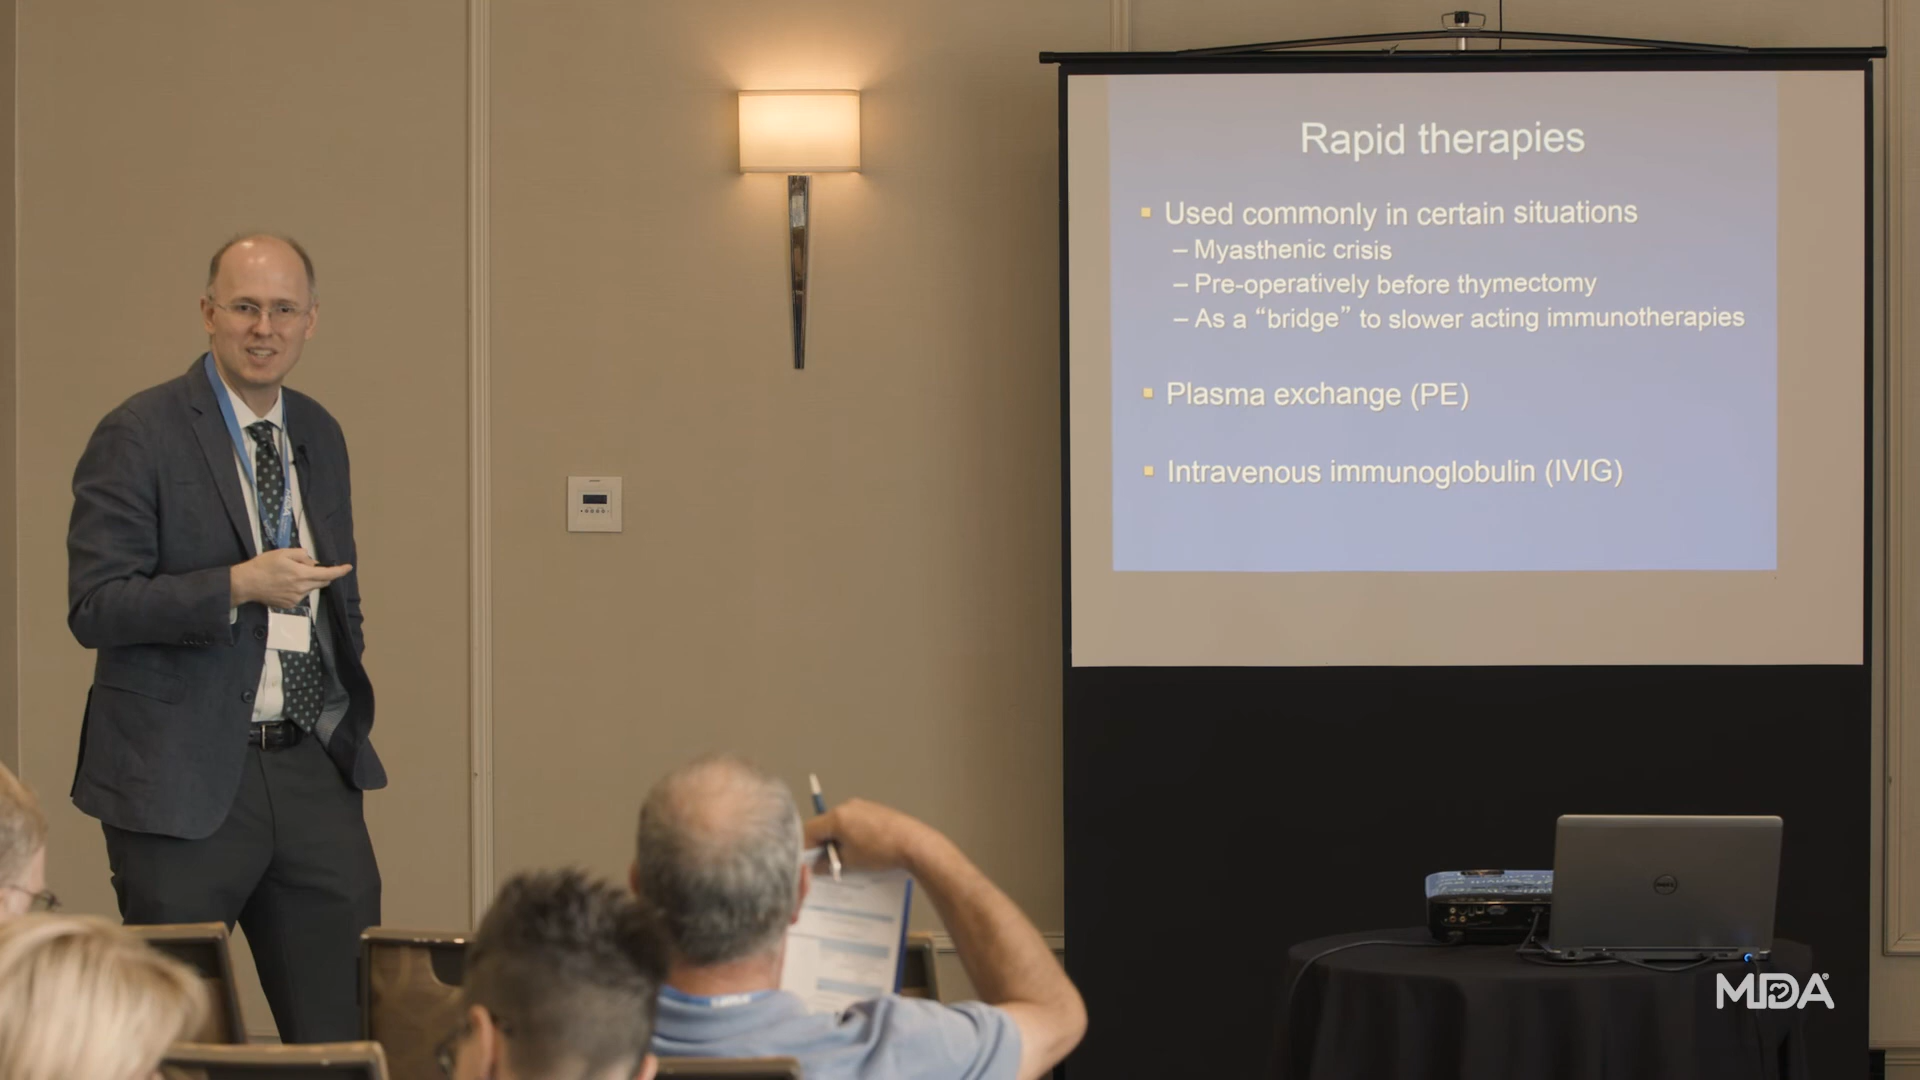 Rapid therapies
▪ Used commonly in certain situations
– Myasthenic crisis
– Pre-operatively before thymectomy
– As a “bridge” to slower acting immunotherapies
▪ Plasma exchange (PE)
▪ Intravenous immunoglobulin (IVIG)
DELL
MDA